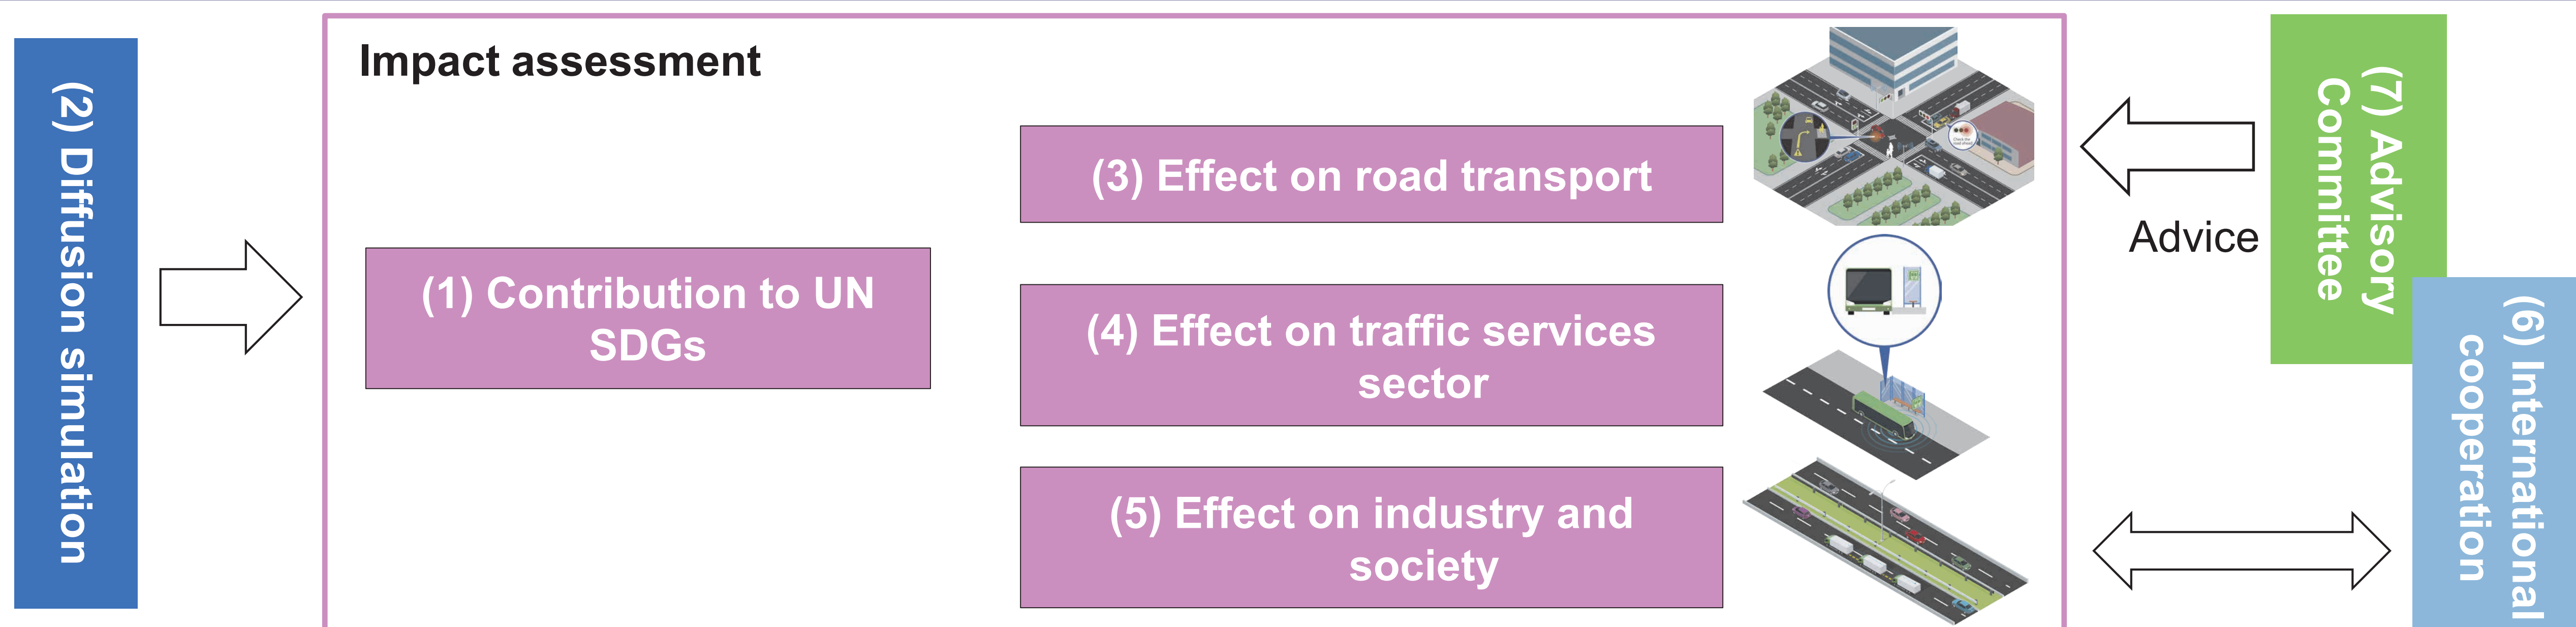 (2) Diffusion simulation
Impact assessment
(1) Contribution to UN
SDGs
(3) Effect on road transport
(4) Effect on traffic services
sector
(5) Effect on industry and
society
Advice
(7) Advisory
Committee
(6) International
cooperation